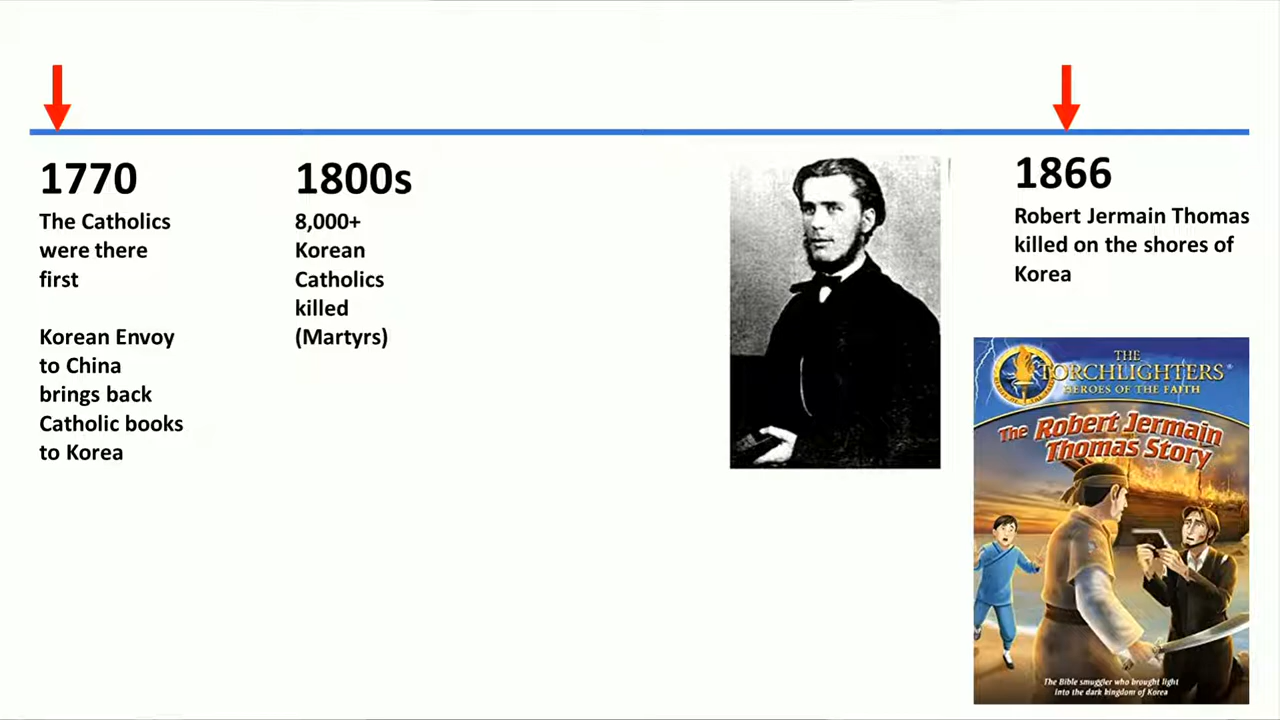 1770
The Catholics
were there
first
Korean Envoy
to China
brings back
Catholic books
to Korea
1800s
8,000+
Korean
Catholics
killed
(Martyrs)
1866
Robert Jermain Thomas
killed on the shores of
Korea
THE
TORCHLIGHTERS®
HEROES OF THE FAITH
The Robert Jermain
Thomas Story
The Bible smuggler who brought light
into the dark kingdom of Korea